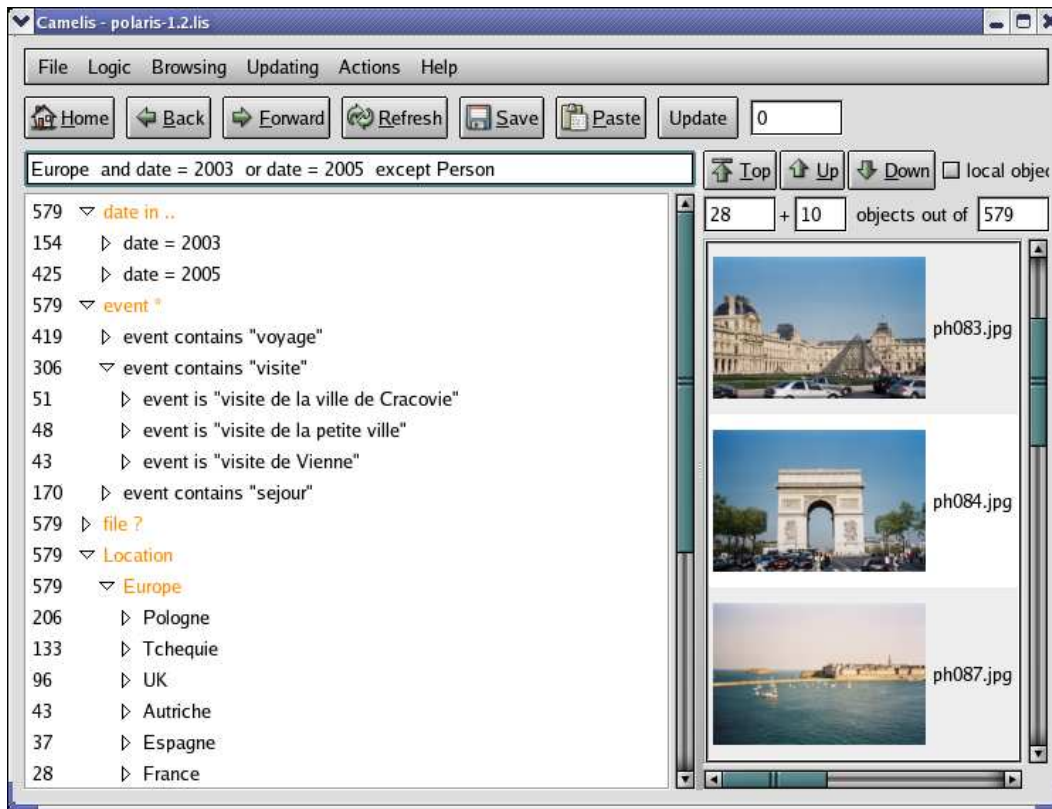 Camelis - polaris-1.2.lis
File Logic Browsing Updating Actions Help
Home Back Forward Refresh Save Paste Update 0
Europe and date = 2003 or date = 2005 except Person
Top Up Down local objec
28 + 10 objects out of 579
579 date in ..
154 date = 2003
425 date = 2005
579 event *
419 event contains "voyage"
306 event contains "visite"
51 event is "visite de la ville de Cracovie"
48 event is "visite de la petite ville"
43 event is "visite de Vienne"
170 event contains "sejour"
579 file ?
579 Location
579 Europe
206 Pologne
133 Tchequie
96 UK
43 Autriche
37 Espagne
28 France
ph083.jpg
ph084.jpg
ph087.jpg